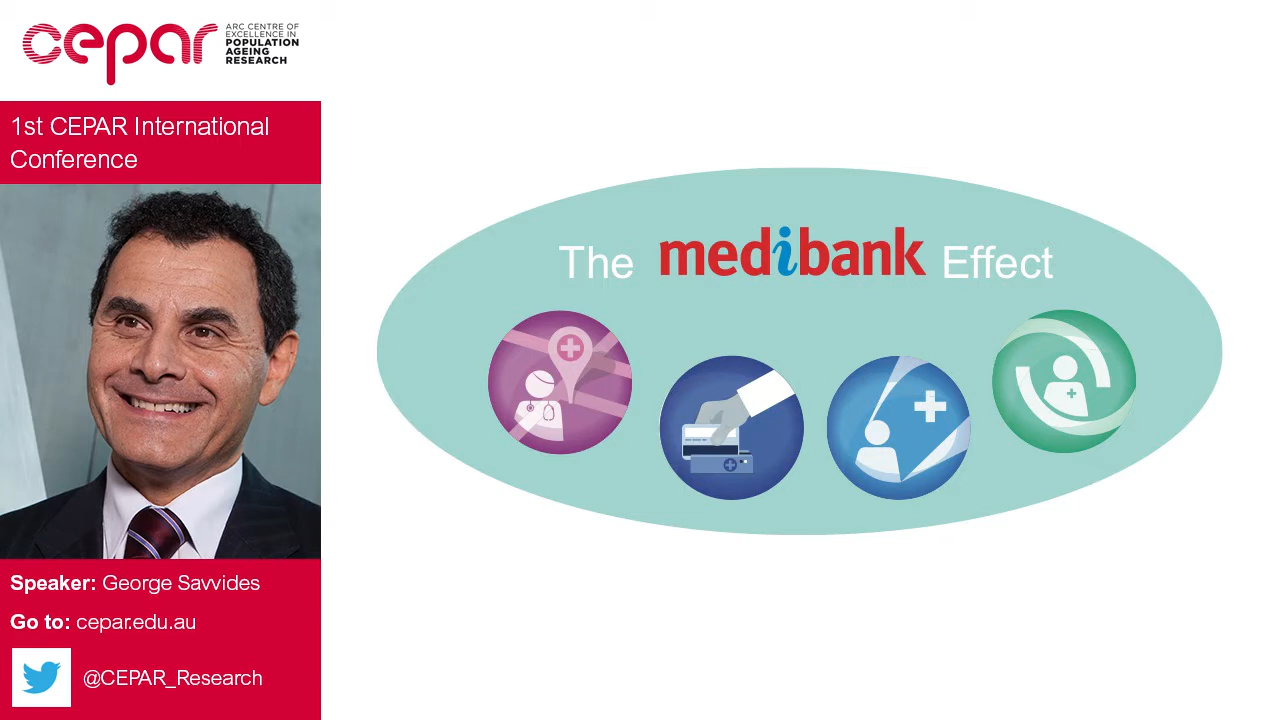 cepar
ARC CENTRE OF
EXCELLENCE IN
POPULATION
AGEING
RESEARCH
1st CEPAR International
Conference
The medibank Effect
Speaker: George Savvides
Go to: cepar.edu.au
@CEPAR_Research